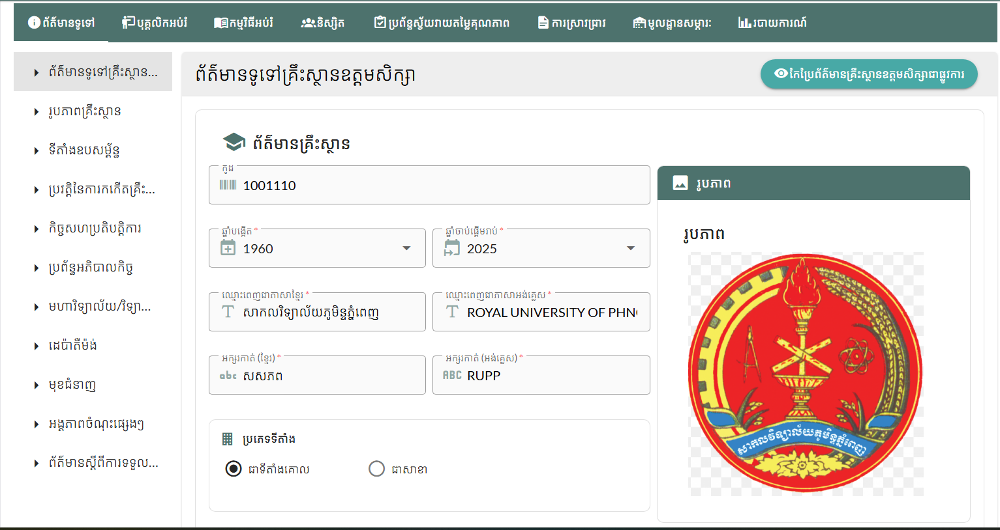 ព័ត៌មានទូទៅ បុគ្គលិកអប់រំ កម្មវិធីអប់រំ និស្សិត ប្រព័ន្ធស្វ័យវាយតម្លៃគុណភាព ការស្រាវជ្រាវ មូលដ្ឋានសម្ភារៈ របាយការណ៍
ព័ត៌មានទូទៅគ្រឹះស្ថាន...
រូបភាពគ្រឹះស្ថាន
ទីតាំងឧបសម្ព័ន្ធ
ប្រវត្តិនៃការកកើតគ្រឹះ...
កិច្ចសហប្រតិបត្តិការ
ប្រព័ន្ធអភិបាលកិច្ច
មហាវិទ្យាល័យ/វិទ្យា...
ដេប៉ាតឺម៉ង់
មុខជំនាញ
អង្គភាពចំណុះផ្សេងៗ
ព័ត៌មានស្តីពីការទទួល...
ព័ត៌មានទូទៅគ្រឹះស្ថានឧត្តមសិក្សា
កែប្រែព័ត៌មានគ្រឹះស្ថានឧត្តមសិក្សាជាផ្លូវការ
ព័ត៌មានគ្រឹះស្ថាន
កូដ
1001110
ឆ្នាំបង្កើត * ឆ្នាំចាប់ផ្តើមរាប់ *
1960 2025
ឈ្មោះពេញជាភាសាខ្មែរ * ឈ្មោះពេញជាភាសាអង់គ្លេស *
សាកលវិទ្យាល័យភូមិន្ទភ្នំពេញ ROYAL UNIVERSITY OF PHN
អក្សរកាត់ (ខ្មែរ) * អក្សរកាត់ (អង់គ្លេស) *
abc សសភព ABC RUPP
ប្រភេទទីតាំង
ជាទីតាំងគោល ជាសាខា
រូបភាព
រូបភាព
សាកលវិទ្យាល័យភូមិន្ទភ្នំពេញ